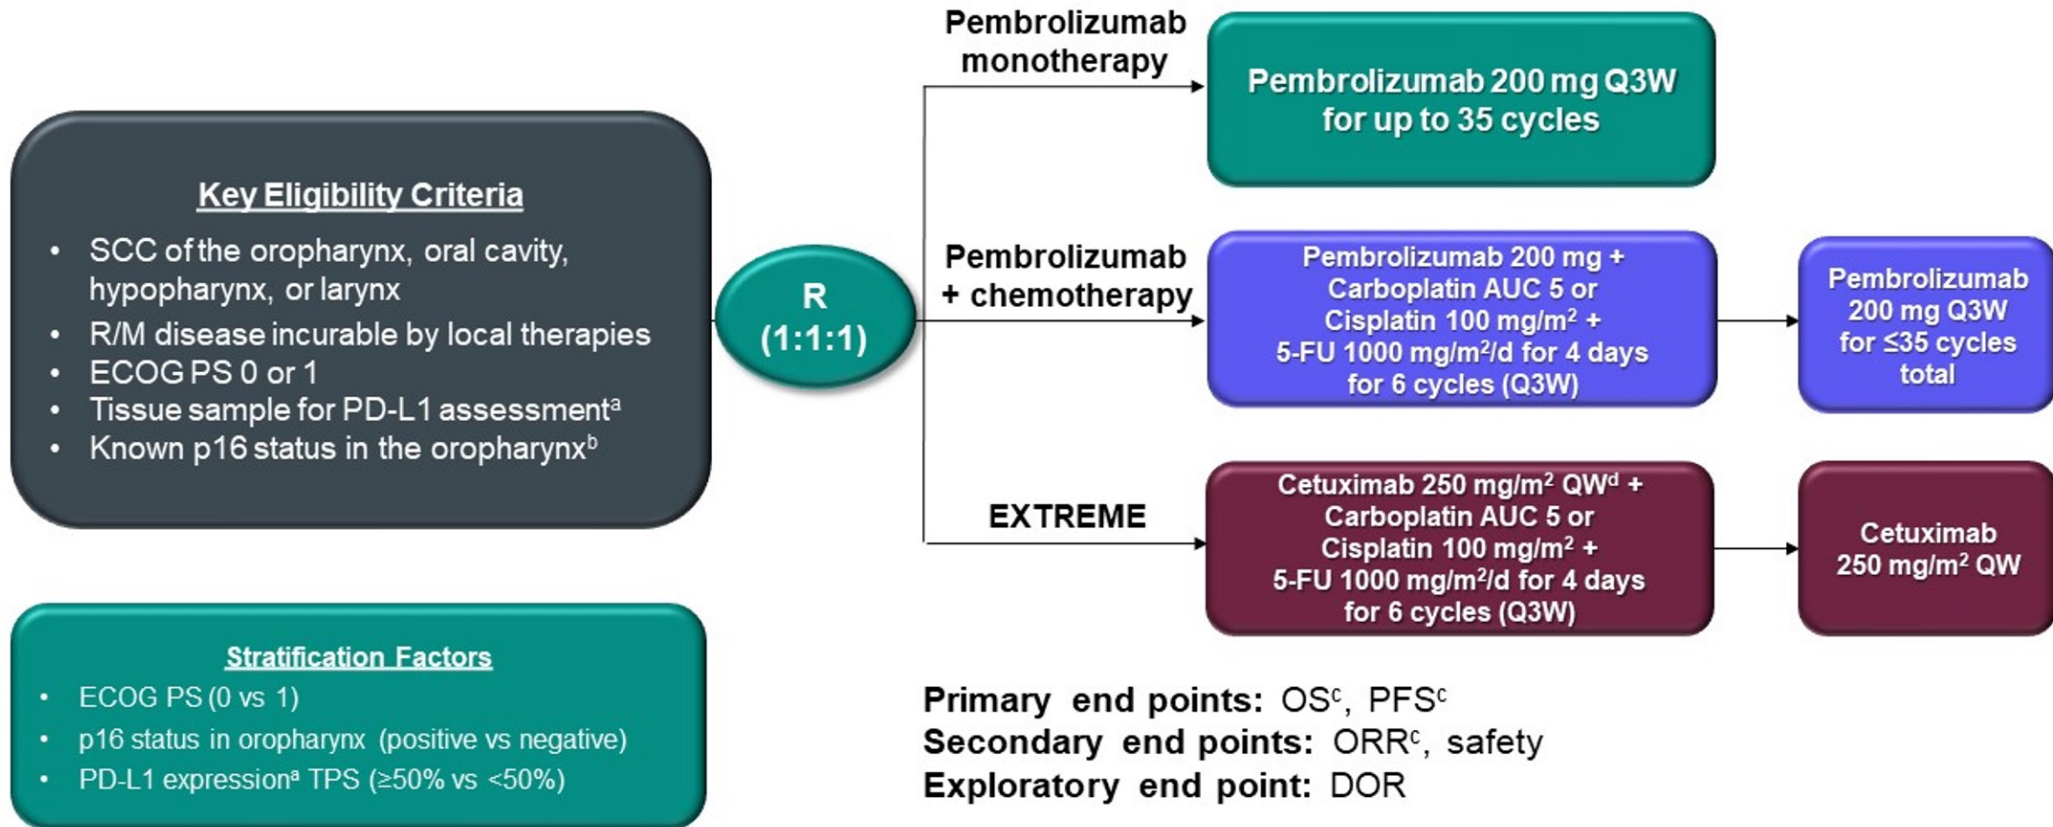 Key Eligibility Criteria
• SCC of the oropharynx, oral cavity,
hypopharynx, or larynx
• R/M disease incurable by local therapies
• ECOG PS 0 or 1
• Tissue sample for PD-L1 assessmentᵃ
• Known p16 status in the oropharynxᵇ
Stratification Factors
• ECOG PS (0 vs 1)
• p16 status in oropharynx (positive vs negative)
• PD-L1 expressionᵃ TPS (≥50% vs <50%)
R
(1:1:1)
Pembrolizumab
monotherapy
Pembrolizumab 200 mg Q3W
for up to 35 cycles
Pembrolizumab
+ chemotherapy
Pembrolizumab 200 mg +
Carboplatin AUC 5 or
Cisplatin 100 mg/m² +
5-FU 1000 mg/m²/d for 4 days
for 6 cycles (Q3W)
Pembrolizumab
200 mg Q3W
for ≤35 cycles
total
EXTREME
Cetuximab 250 mg/m² QWᵈ +
Carboplatin AUC 5 or
Cisplatin 100 mg/m² +
5-FU 1000 mg/m²/d for 4 days
for 6 cycles (Q3W)
Cetuximab
250 mg/m² QW
Primary end points: OSᶜ, PFSᶜ
Secondary end points: ORRᶜ, safety
Exploratory end point: DOR